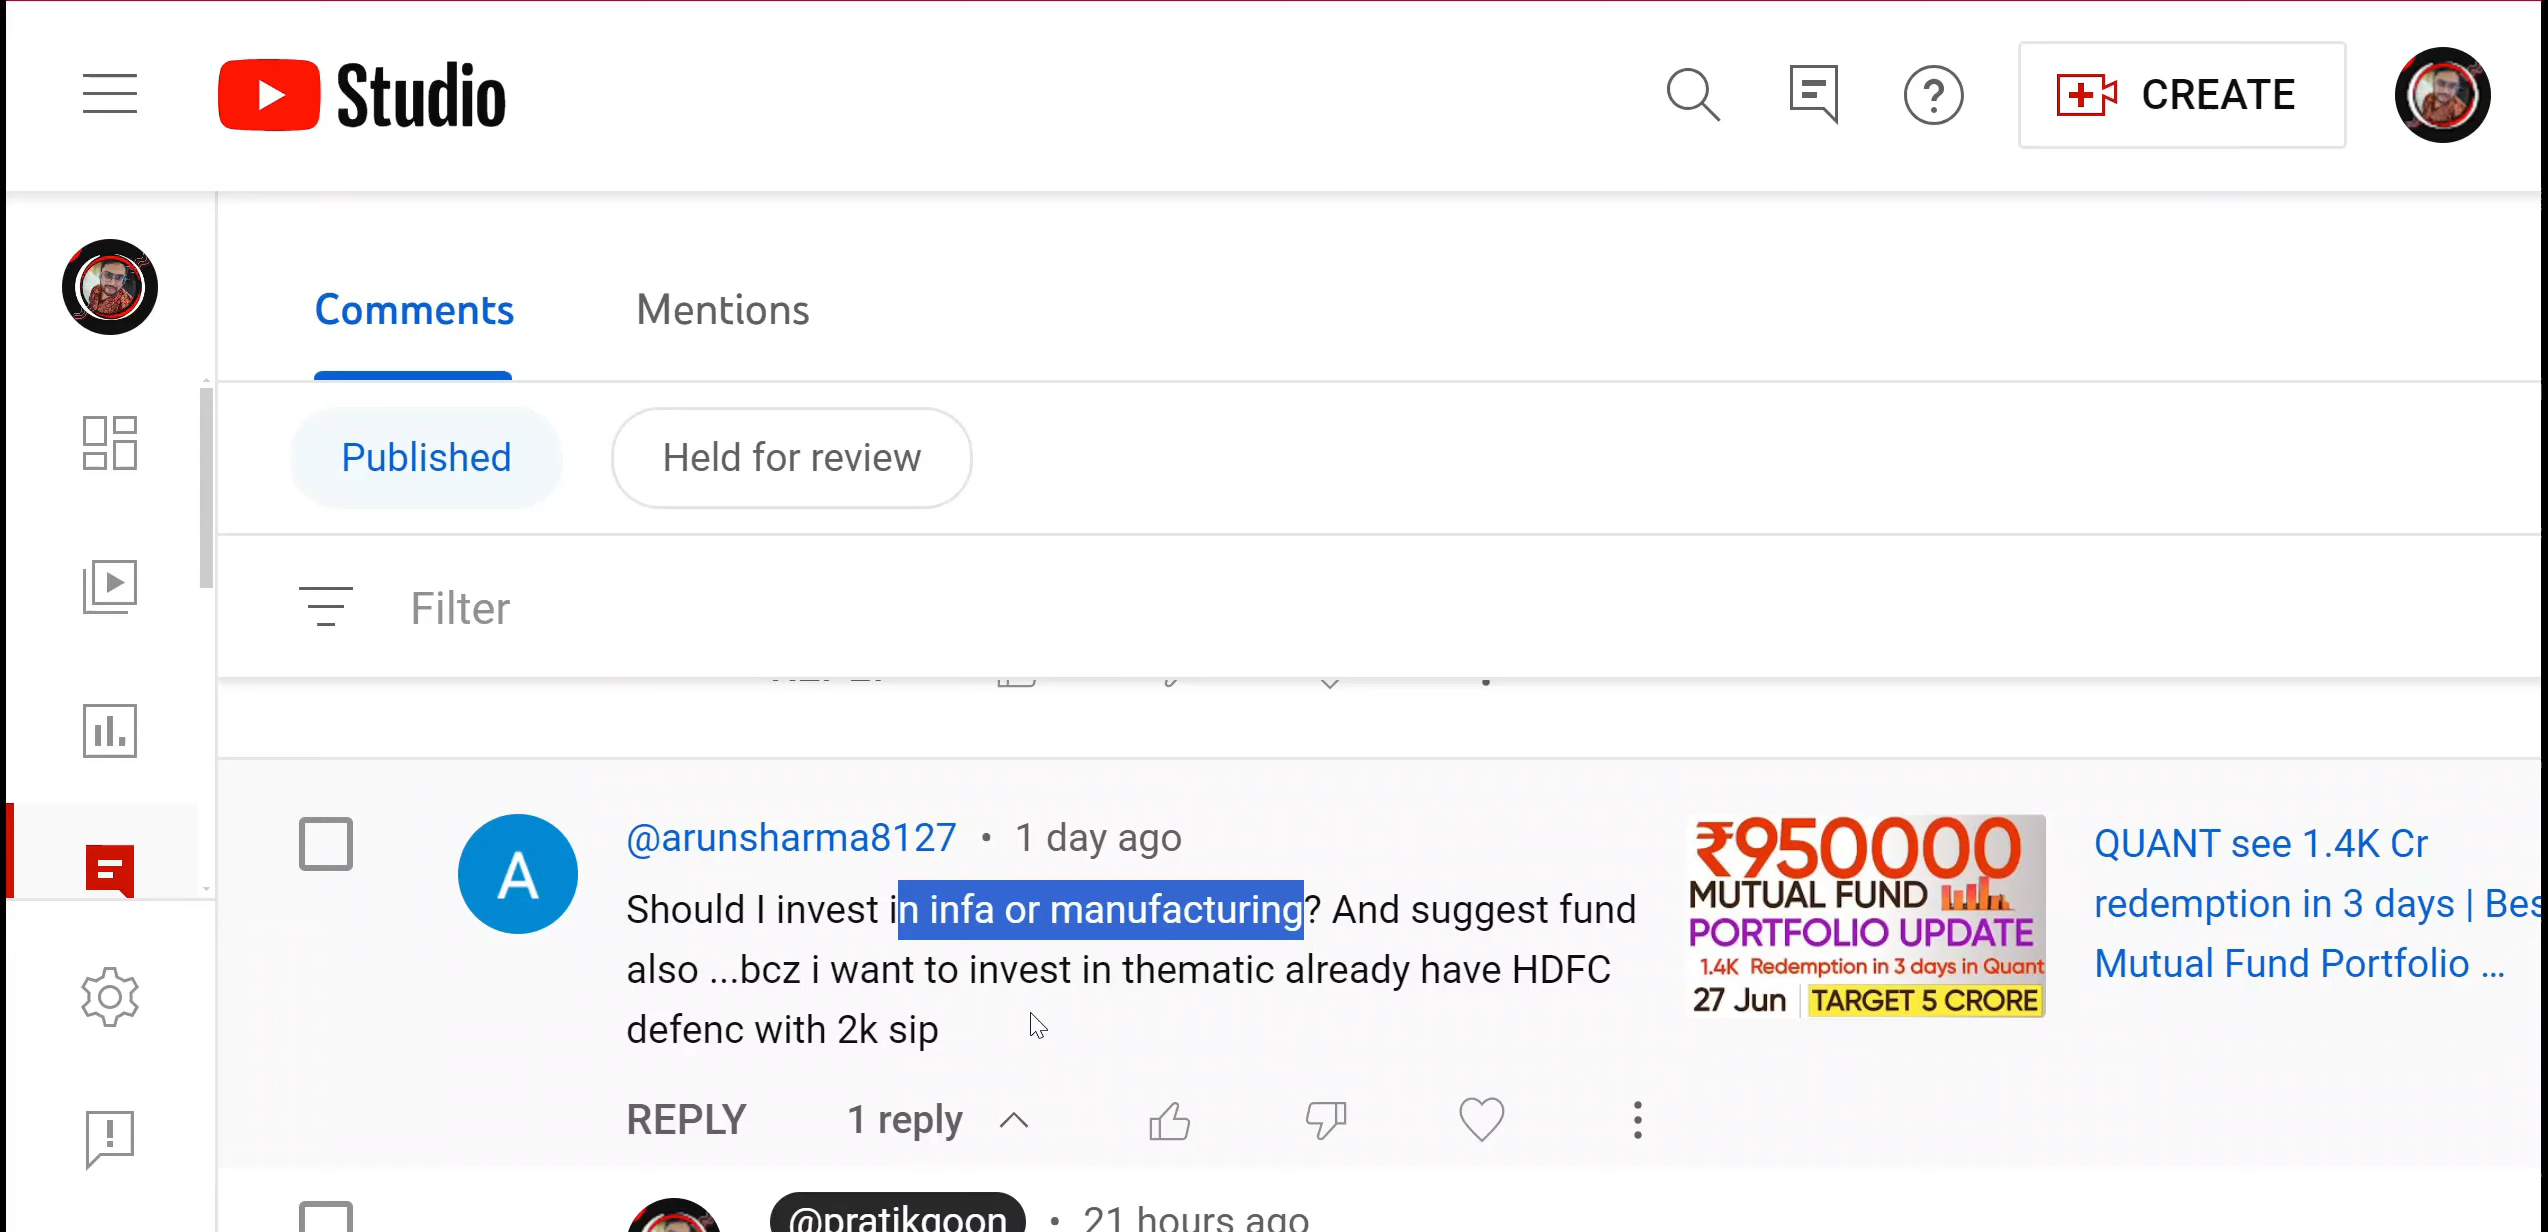 Studio
CREATE
Comments
Mentions
Published
Held for review
Filter
A
@arunsharma8127 • 1 day ago
Should I invest in infa or manufacturing? And suggest fund
also ...bcz i want to invest in thematic already have HDFC
defenc with 2k sip
REPLY
1 reply
₹950000
MUTUAL FUND
PORTFOLIO UPDATE
1.4K Redemption in 3 days in Quant
27 Jun | TARGET 5 CRORE
QUANT see 1.4K Cr
redemption in 3 days | Bes
Mutual Fund Portfolio ...
@pratikgoon • 21 hours ago